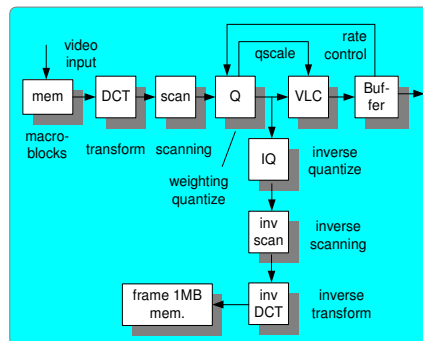 video
input
rate
control
qscale
mem
DCT
scan
Q
VLC
Buf-
fer
macro-
blocks
transform
scanning
weighting
quantize
IQ
inverse
quantize
inv
scan
inverse
scanning
frame 1MB
mem.
inv
DCT
inverse
transform